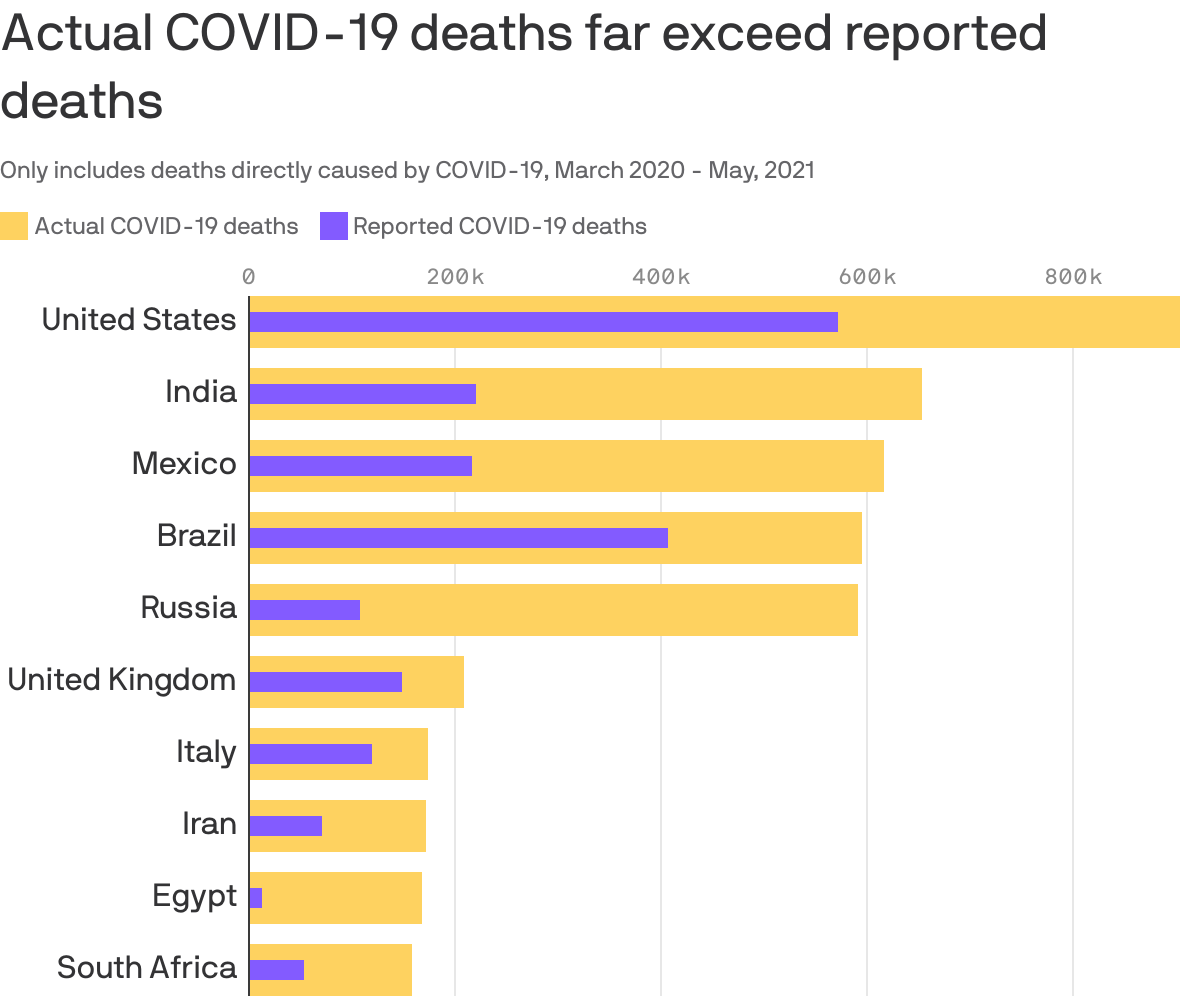 Actual COVID-19 deaths far exceed reported
deaths
Only includes deaths directly caused by COVID-19, March 2020 - May, 2021
Actual COVID-19 deaths Reported COVID-19 deaths
0 200k 400k 600k 800k
United States
India
Mexico
Brazil
Russia
United Kingdom
Italy
Iran
Egypt
South Africa